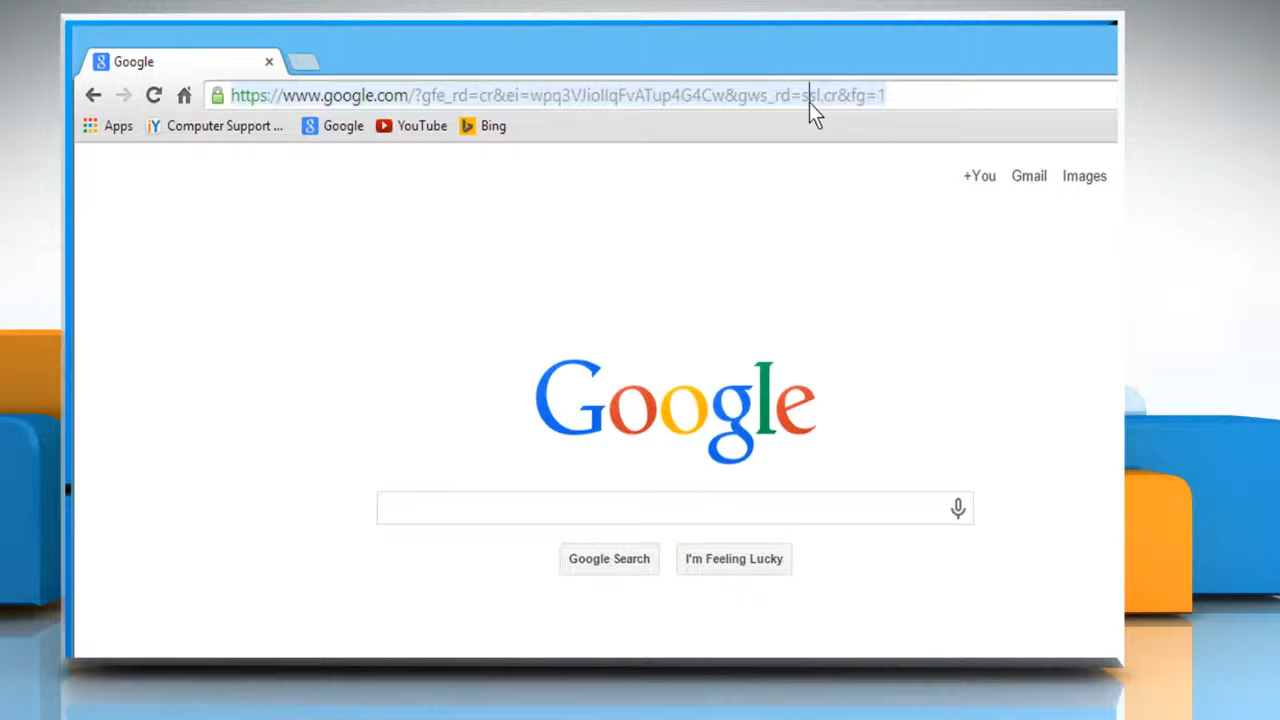 Google
https://www.google.com/?gfe_rd=cr&ei=wpq3VJioIIqFvATup4G4Cw&gws_rd=ssl,cr&fg=1
Apps Computer Support ... Google YouTube Bing
+You Gmail Images
Google
Google Search I'm Feeling Lucky